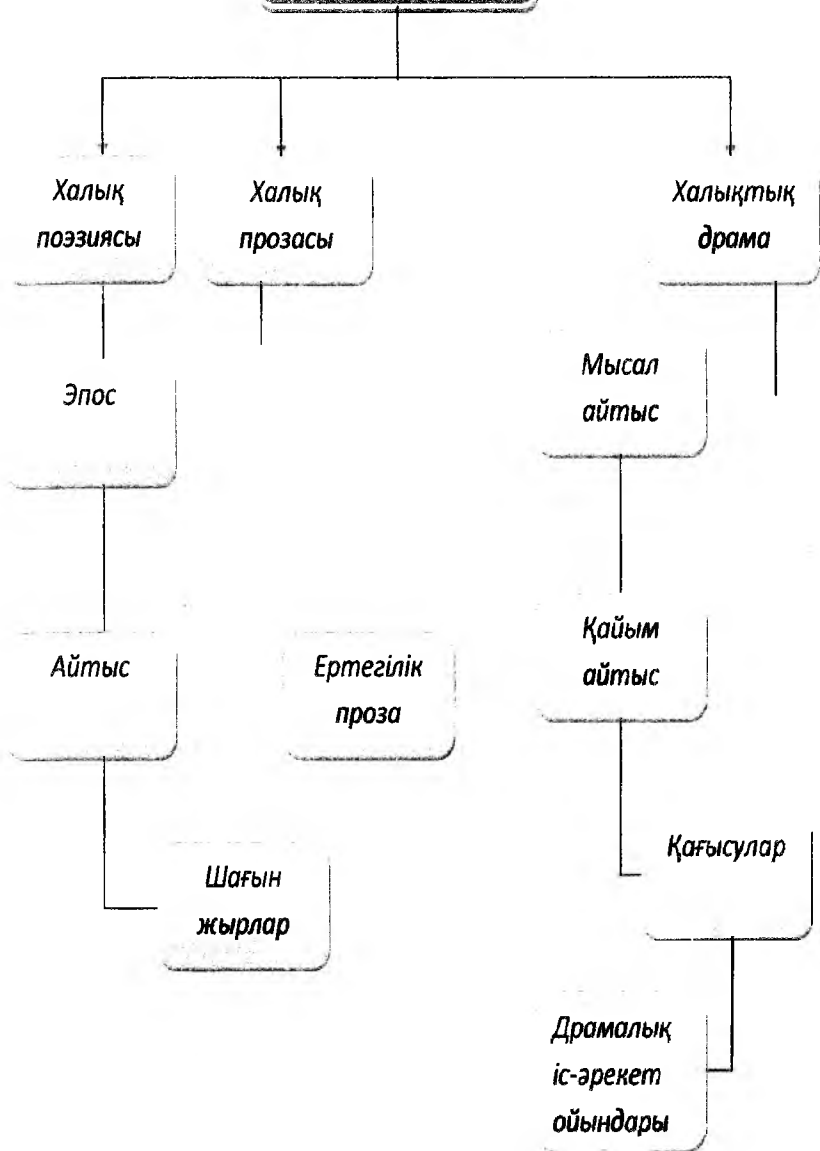 Халық
поэзиясы
Халық
прозасы
Халықтық
драма
Эпос
Мысал
айтыс
Айтыс
Ертегілік
проза
Қайым
айтыс
Шағын
жырлар
Қағысулар
Драмалық
іс-әрекет
ойындары